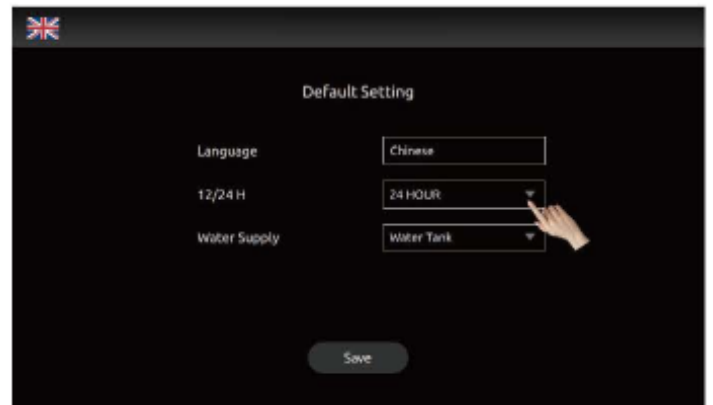 Default Setting
Language Chinese
12/24 H 24 HOUR
Water Supply Water Tank
Save